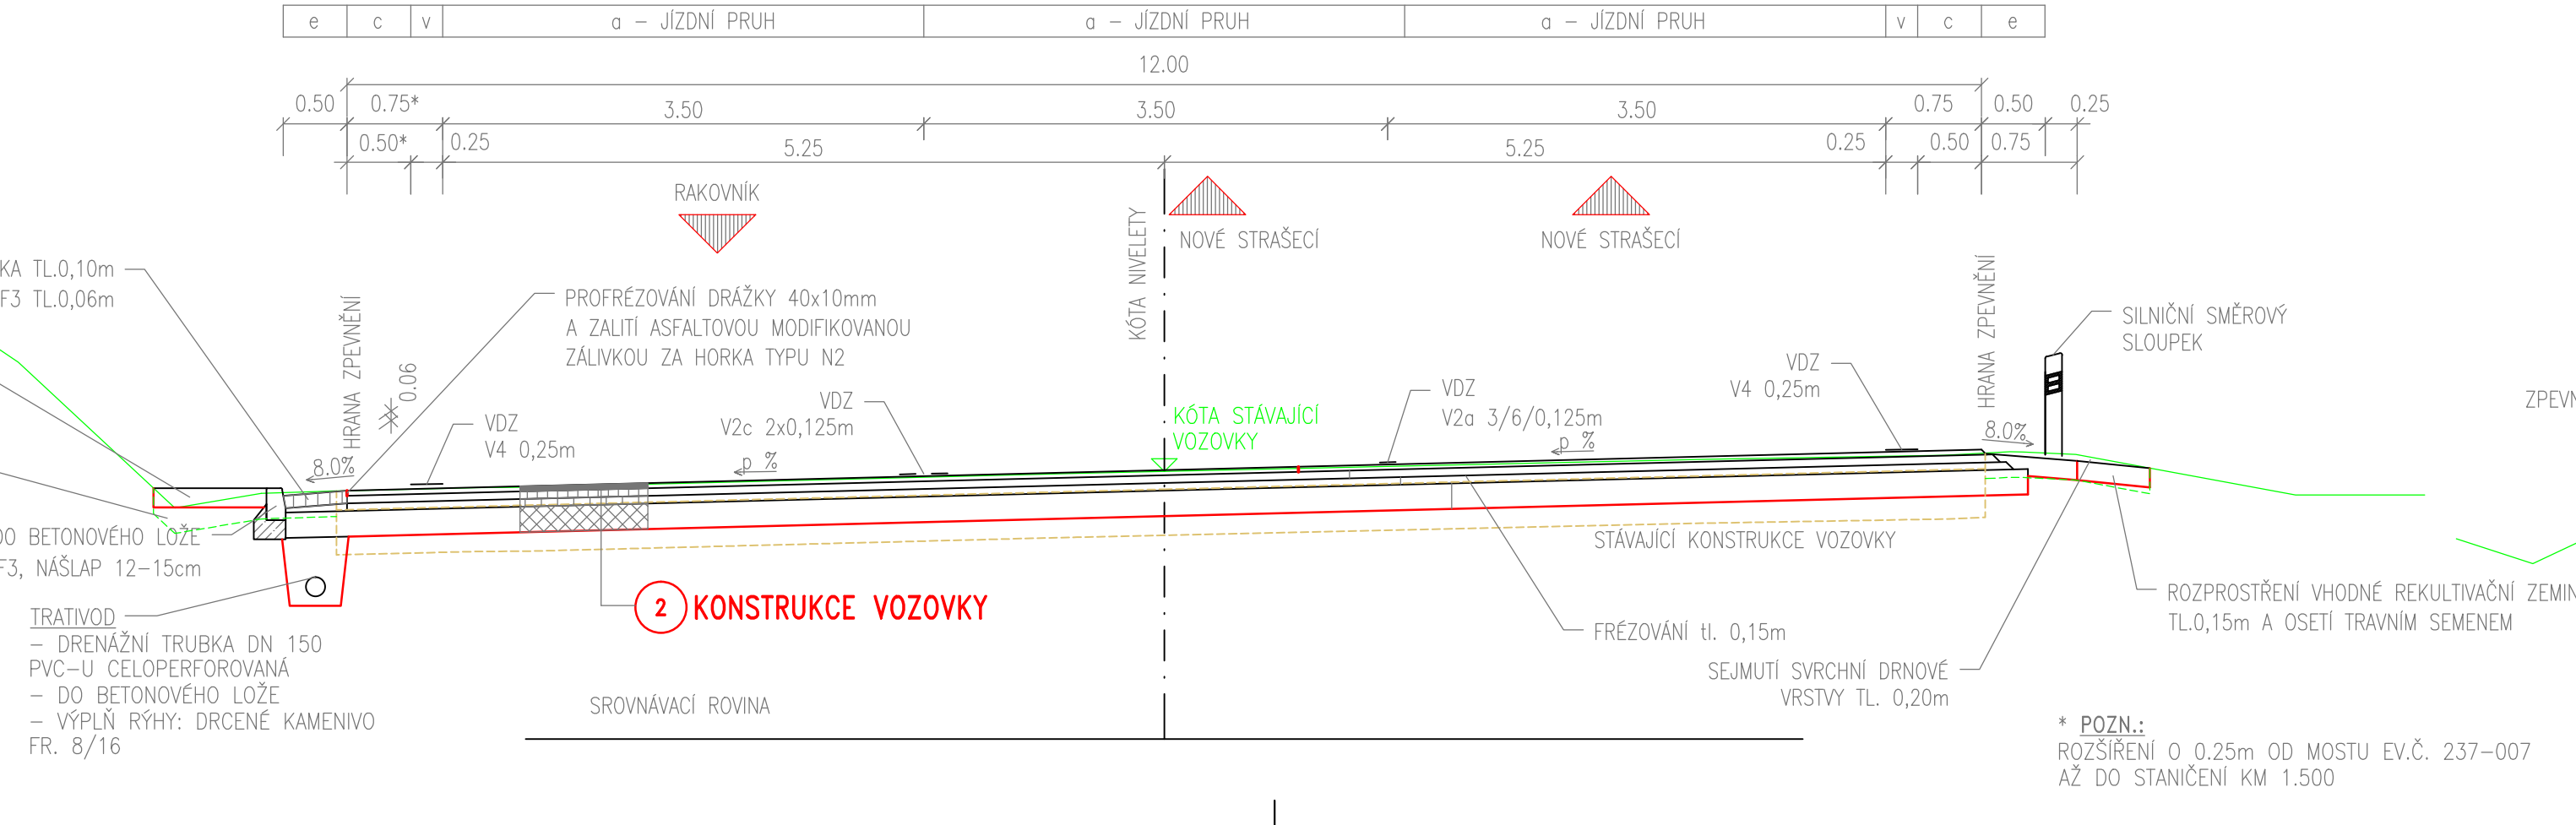 e c v a – JÍZDNÍ PRUH a – JÍZDNÍ PRUH a – JÍZDNÍ PRUH v c e
12.00
0.50 0.75* 3.50 3.50 3.50 0.75 0.50 0.25
0.50* 0.25 5.25 5.25 0.25 0.50 0.75
RAKOVNÍK
NOVÉ STRAŠECÍ
NOVÉ STRAŠECÍ
KÓTA NIVELETY
HRANA ZPEVNĚNÍ
HRANA ZPEVNĚNÍ
TL.0,10m
F3 TL.0,06m
0.06
PROFRÉZOVÁNÍ DRÁŽKY 40x10mm
A ZALITÍ ASFALTOVOU MODIFIKOVANOU
ZÁLIVKOU ZA HORKA TYPU N2
SILNIČNÍ SMĚROVÝ
SLOUPEK
VDZ
V4 0,25m
VDZ
V2c 2x0,125m
KÓTA STÁVAJÍCÍ
VOZOVKY
VDZ
V2a 3/6/0,125m
VDZ
V4 0,25m
8.0%
p %
p %
8.0%
DO BETONOVÉHO LOŽE
F3, NÁŠLAP 12–15cm
STÁVAJÍCÍ KONSTRUKCE VOZOVKY
2 KONSTRUKCE VOZOVKY
TRATIVOD
– DRENÁŽNÍ TRUBKA DN 150
PVC–U CELOPERFOROVANÁ
– DO BETONOVÉHO LOŽE
– VÝPLŇ RÝHY: DRCENÉ KAMENIVO
FR. 8/16
FRÉZOVÁNÍ tl. 0,15m
ROZPROSTŘENÍ VHODNÉ REKULTIVAČNÍ
TL.0,15m A OSETÍ TRAVNÍM SEMENEM
SEJMUTÍ SVRCHNÍ DRNOVÉ
VRSTVY TL. 0,20m
SROVNÁVACÍ ROVINA
* POZN.:
ROZŠÍŘENÍ O 0.25m OD MOSTU EV.Č. 237–007
AŽ DO STANIČENÍ KM 1.500